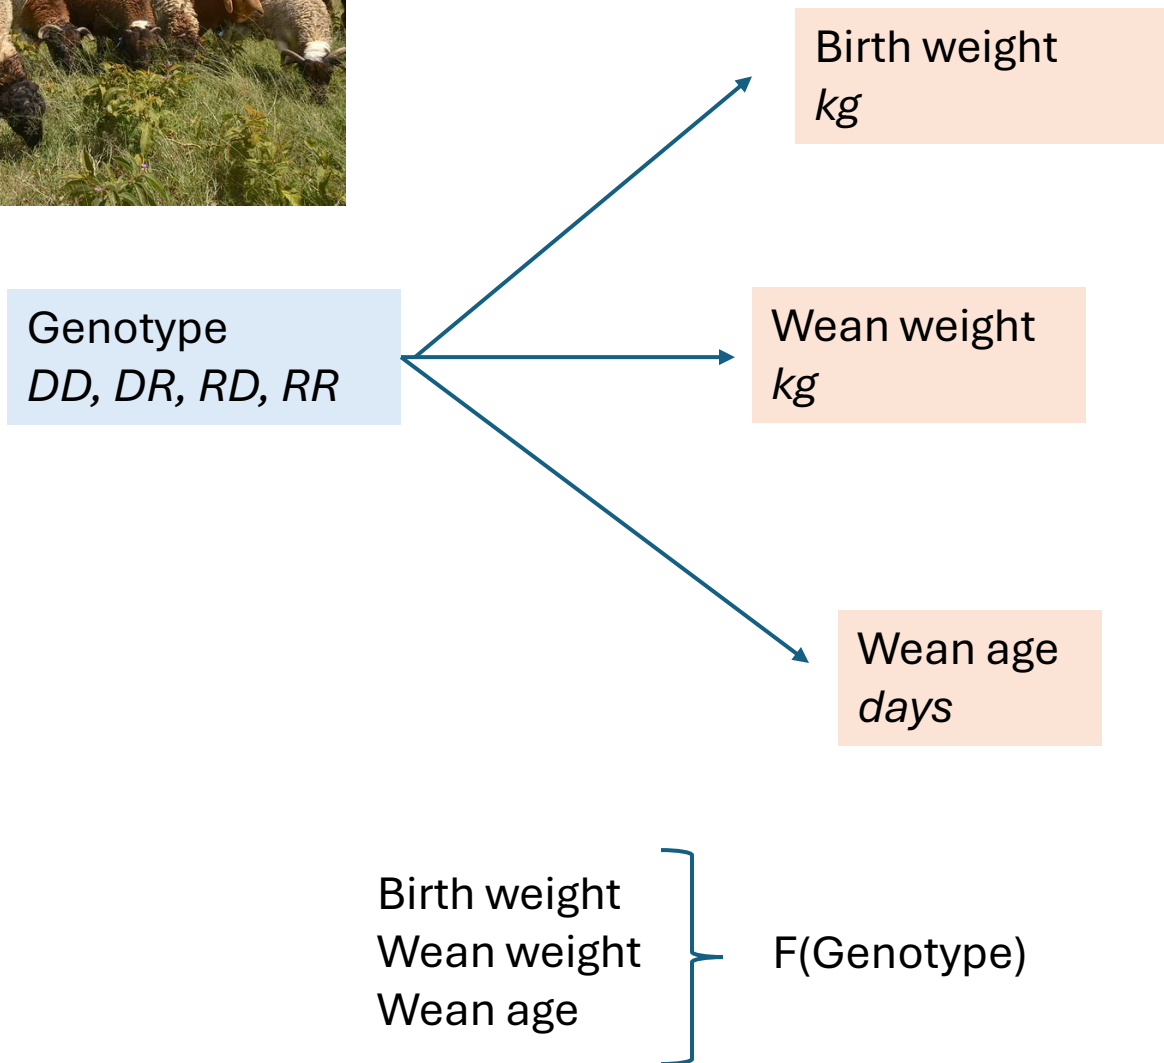 Birth weight
kg
Genotype
DD, DR, RD, RR
Wean weight
kg
Wean age
days
Birth weight
Wean weight
Wean age
F(Genotype)